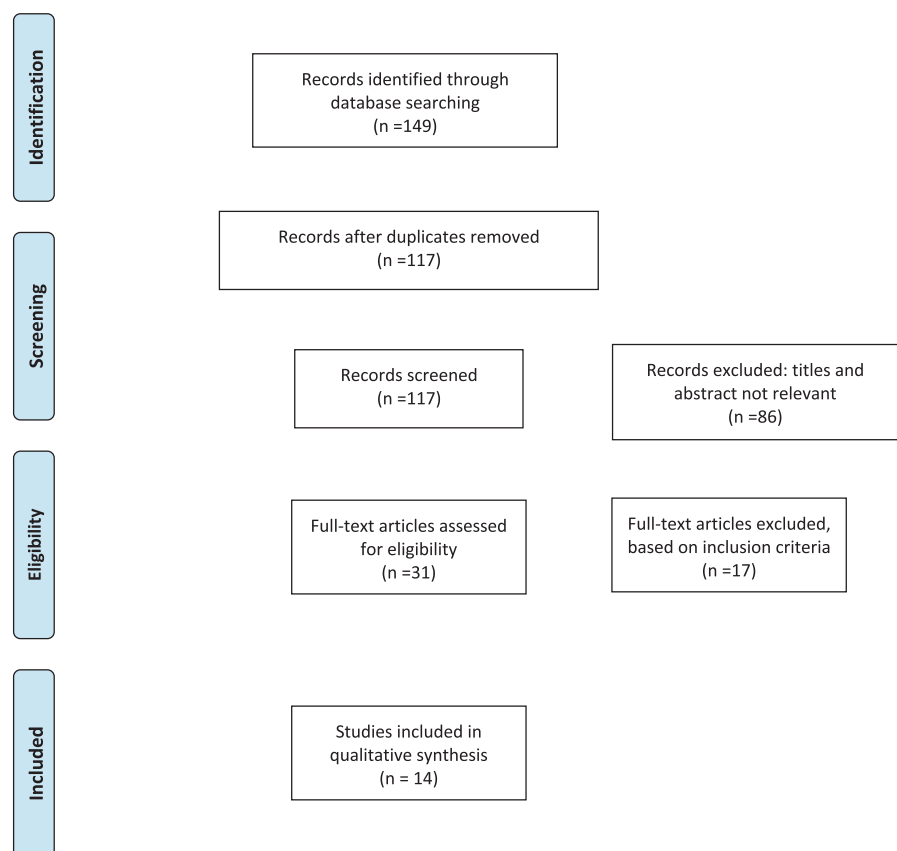 Identification
Records identified through
database searching
(n =149)
Records after duplicates removed
(n =117)
Screening
Records screened
(n =117)
Records excluded: titles and
abstract not relevant
(n =86)
Eligibility
Full-text articles assessed
for eligibility
(n =31)
Full-text articles excluded,
based on inclusion criteria
(n =17)
Included
Studies included in
qualitative synthesis
(n = 14)